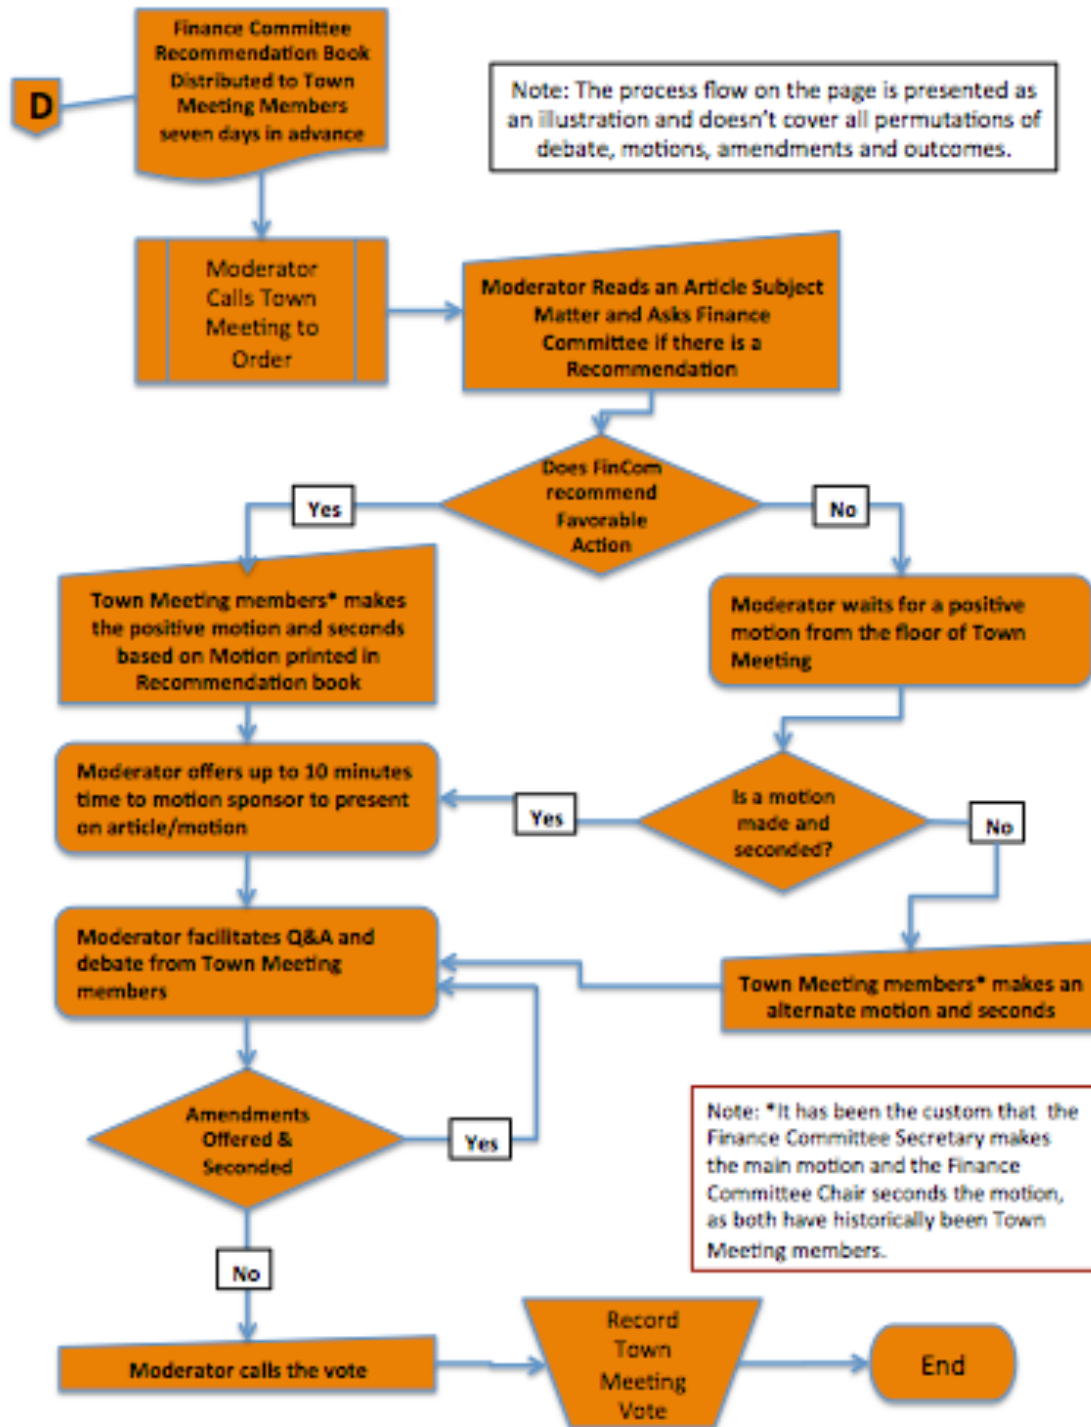 D
Finance Committee
Recommendation Book
Distributed to Town
Meeting Members
seven days in advance
Note: The process flow on the page is presented as
an illustration and doesn't cover all permutations of
debate, motions, amendments and outcomes.
Moderator
Calls Town
Meeting to
Order
Moderator Reads an Article Subject
Matter and Asks Finance
Committee if there is a
Recommendation
Does FinCom
recommend
Favorable
Action
Yes
No
Town Meeting members* makes
the positive motion and seconds
based on Motion printed in
Recommendation book
Moderator waits for a positive
motion from the floor of Town
Meeting
Moderator offers up to 10 minutes
time to motion sponsor to present
on article/motion
Yes
Is a motion
made and
seconded?
No
Moderator facilitates Q&A and
debate from Town Meeting
members
Town Meeting members* makes an
alternate motion and seconds
Amendments
Offered &
Seconded
Yes
Note: *It has been the custom that the
Finance Committee Secretary makes
the main motion and the Finance
Committee Chair seconds the motion,
as both have historically been Town
Meeting members.
No
Moderator calls the vote
Record
Town
Meeting
Vote
End